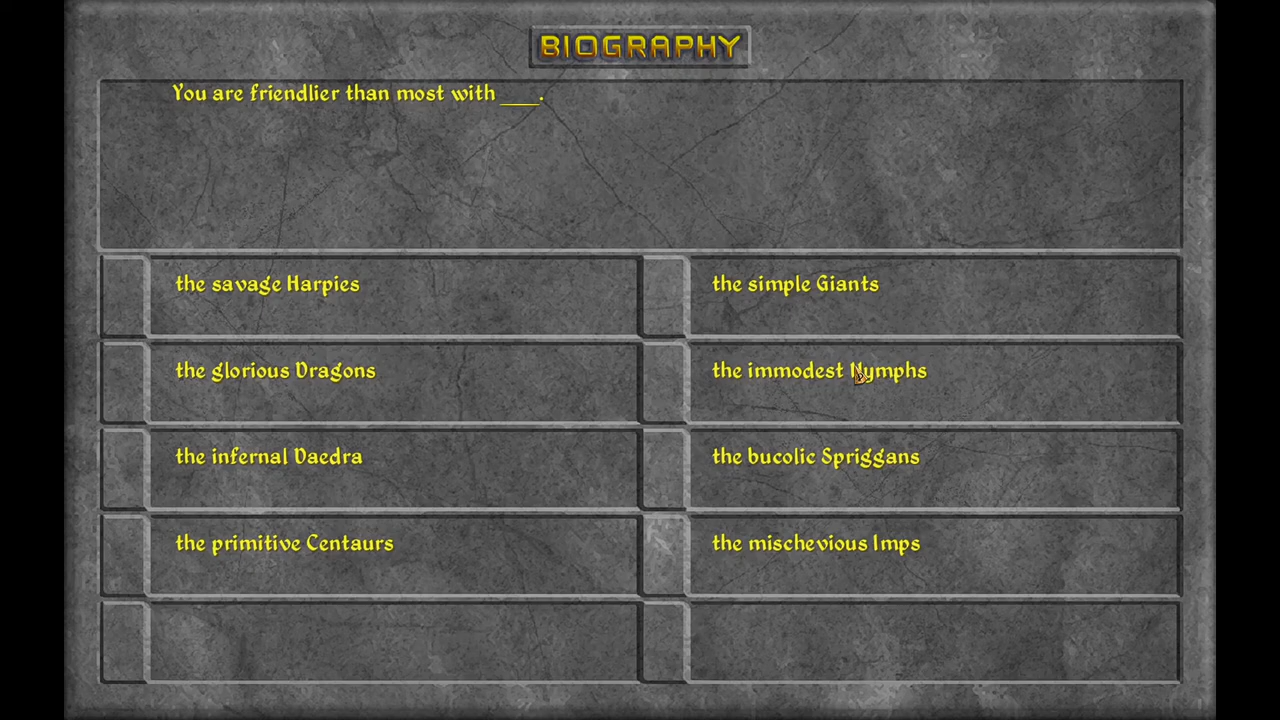 BIOGRAPHY
You are friendlier than most with ____.
the savage Harpies
the simple Giants
the glorious Dragons
the immodest Nymphs
the infernal Daedra
the bucolic Spriggans
the primitive Centaurs
the mischevious Imps